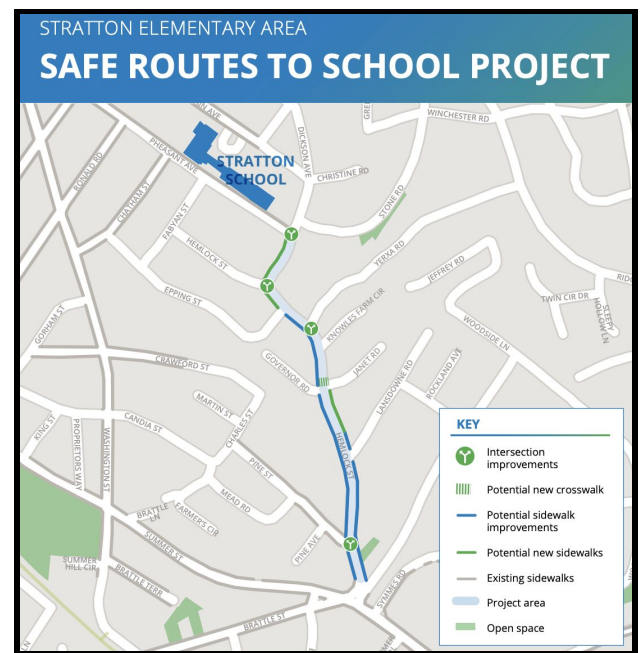 STRATTON ELEMENTARY AREA
SAFE ROUTES TO SCHOOL PROJECT
WINCHESTER RD
DICKSON AVE
PHEASANT AVE
STRATTON
SCHOOL
CHRISTINE RD
RONALD RD
CHATHAM ST
FABYAN ST
STONE RD
HEMLOCK ST
YERXA RD
JEFFREY RD
EPPING ST
KNOWLES FARM CIR
TWIN CIR DR
SLEEPY
HOLLOW LN
WOODSIDE LN
GORHAM ST
CRAWFORD ST
GOVERNOR RD
JANET RD
LANSDOWNE RD
ROCKLAND AVE
MARTIN ST
CHARLES ST
CANDIA ST
KING ST
PROPRIETORS WAY
WASHINGTON ST
HEMLOCK ST
PINE ST
MEAD RD
BRATTLE
LN
FARMER'S CIR
PINE AVE
SUMMER ST
SUMMER
HILL CIR
BRATTLE TERR
SYMMES RD
BRATTLE ST
KEY
Intersection
improvements
Potential new crosswalk
Potential sidewalk
improvements
Potential new sidewalks
Existing sidewalks
Project area
Open space